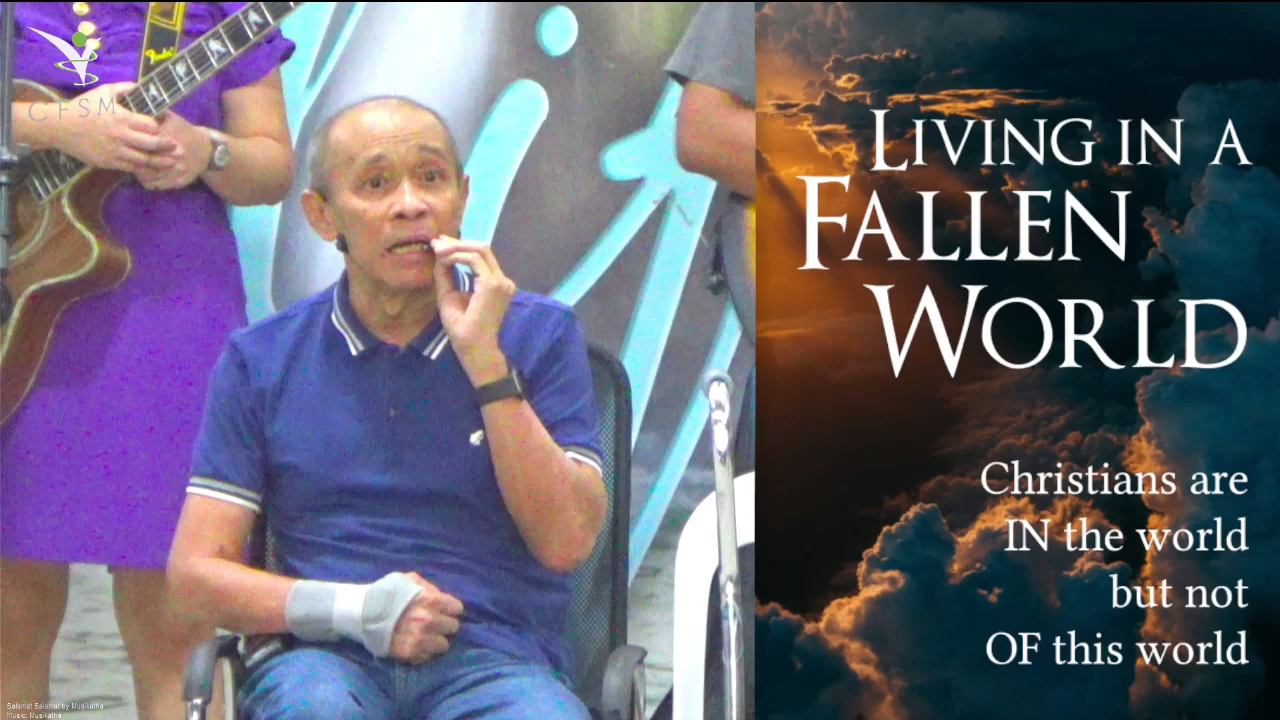 Fender
CFSM
LIVING IN A
FALLEN
WORLD
Christians are
IN the world
but not
OF this world
Salamat Salamat by Musikatha
Music: Musikatha